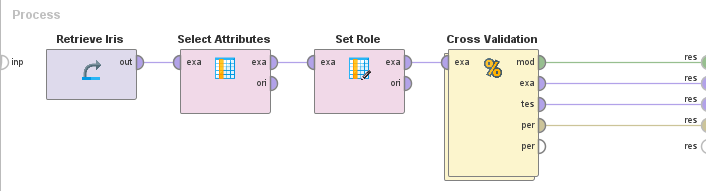 Process
Retrieve Iris Select Attributes Set Role Cross Validation
inp out exa exa exa exa exa mod res
ori ori exa res
tes res
per res
per res